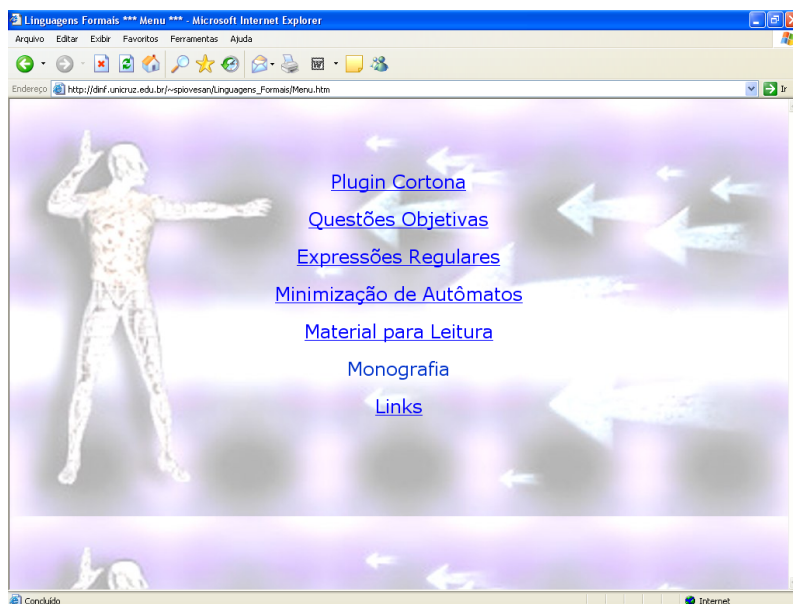 Linguagens Formais *** Menu *** - Microsoft Internet Explorer
Arquivo Editar Exibir Favoritos Ferramentas Ajuda
Endereço http://dinf.unicruz.edu.br/~spiovesan/Linguagens_Formais/Menu.htm Ir
Plugin Cortona
Questões Objetivas
Expressões Regulares
Minimização de Autômatos
Material para Leitura
Monografia
Links
Concluído Internet